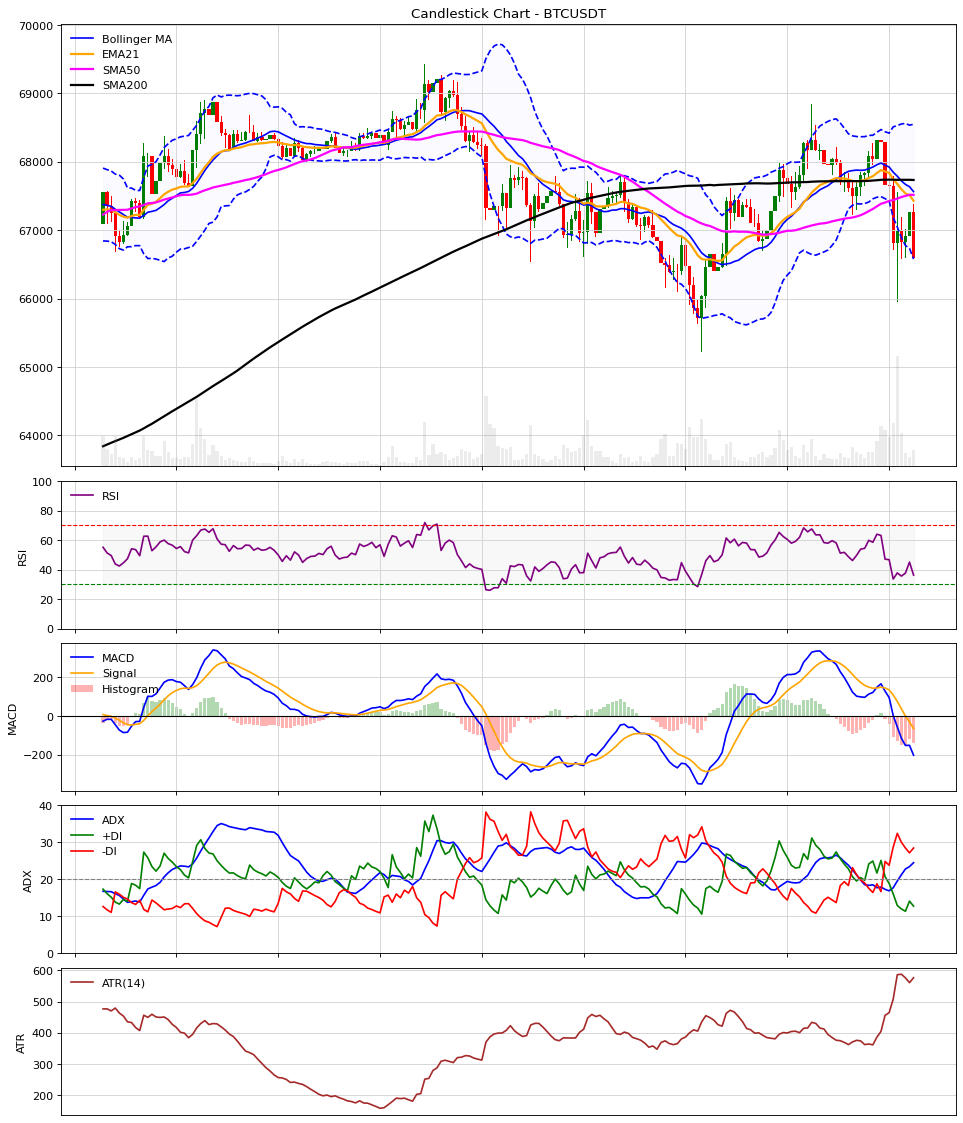 Candlestick Chart - BTCUSDT
70000
69000
68000
67000
66000
65000
64000
Bollinger MA
EMA21
SMA50
SMA200
100
80
60
40
20
0
RSI
RSI
200
0
−200
MACD
MACD
Signal
Histogram
40
30
20
10
0
ADX
ADX
+DI
-DI
600
500
400
300
200
ATR
ATR(14)